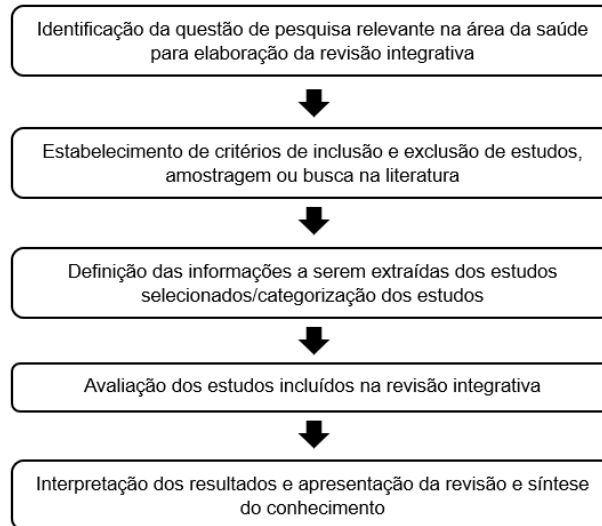 Identificação da questão de pesquisa relevante na área da saúde
para elaboração da revisão integrativa
Estabelecimento de critérios de inclusão e exclusão de estudos,
amostragem ou busca na literatura
Definição das informações a serem extraídas dos estudos
selecionados/categorização dos estudos
Avaliação dos estudos incluídos na revisão integrativa
Interpretação dos resultados e apresentação da revisão e síntese
do conhecimento